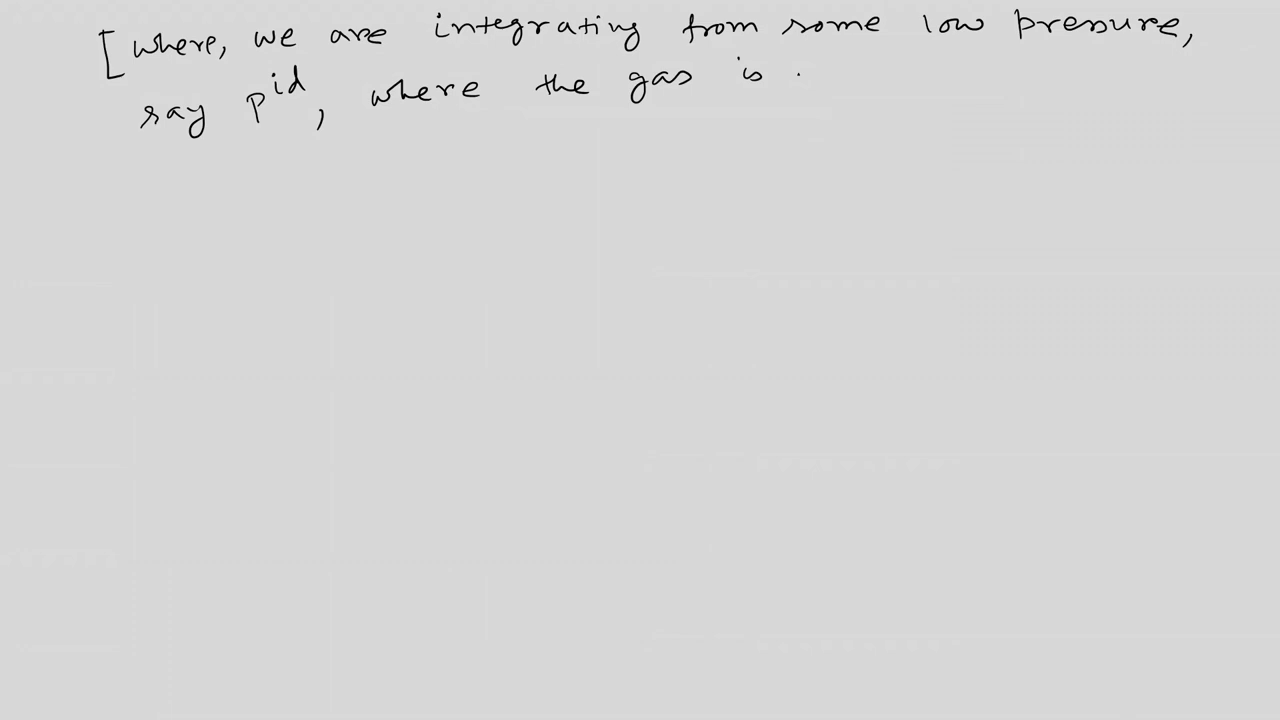 [where, we are integrating from some low pressure,
say p^id, where the gas is .